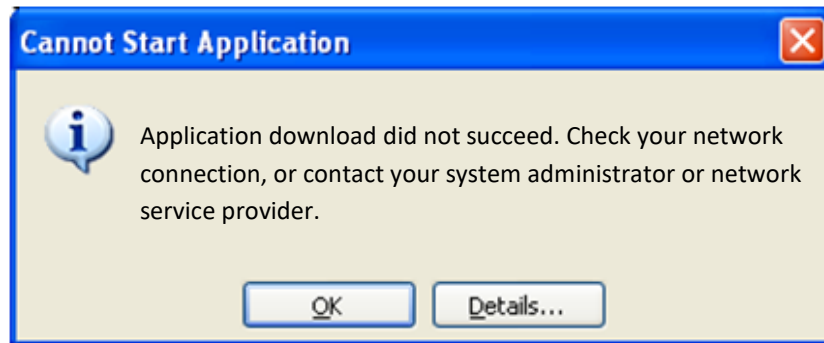 Cannot Start Application
Application download did not succeed. Check your network
connection, or contact your system administrator or network
service provider.
OK
Details...